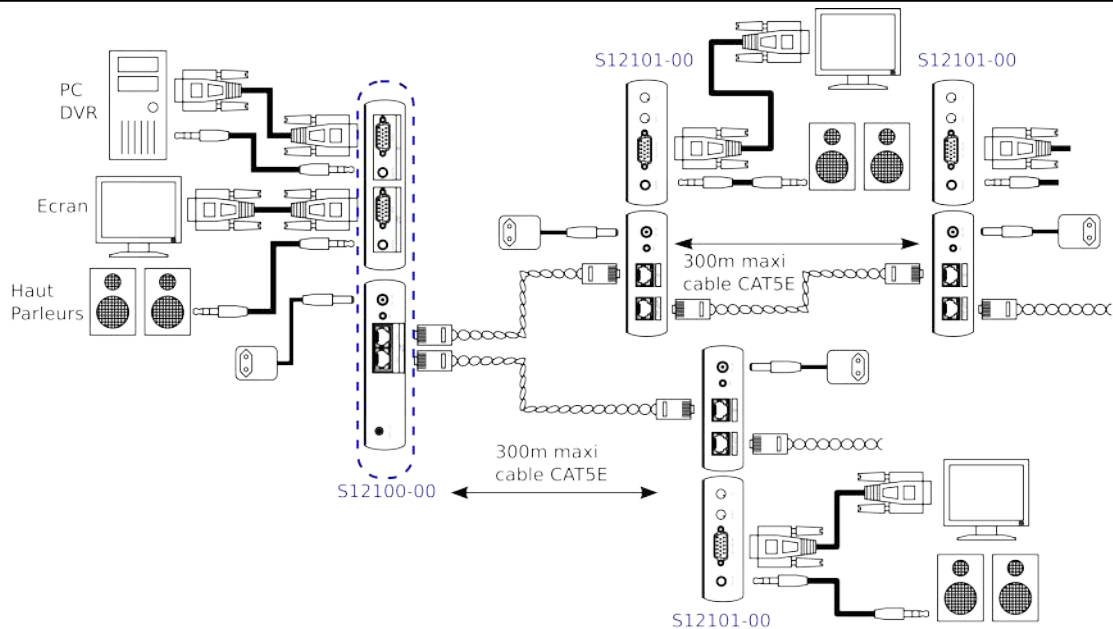 S12101-00
S12101-00
PC
DVR
Ecran
Haut
Parleurs
300m maxi
cable CAT5E
300m maxi
cable CAT5E
S12100-00
S12101-00